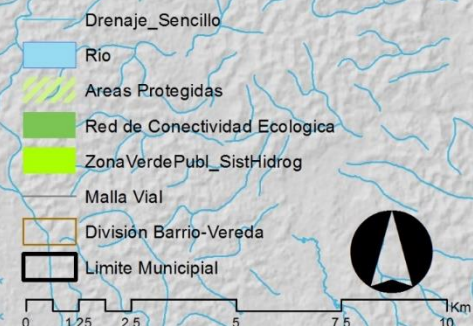 Drenaje_Sencillo
Rio
Areas Protegidas
Red de Conectividad Ecologica
ZonaVerdePubl_SistHidrog
Malla Vial
División Barrio-Vereda
Limite Municipial
Km
0 1.25 2.5 5 7.5 10